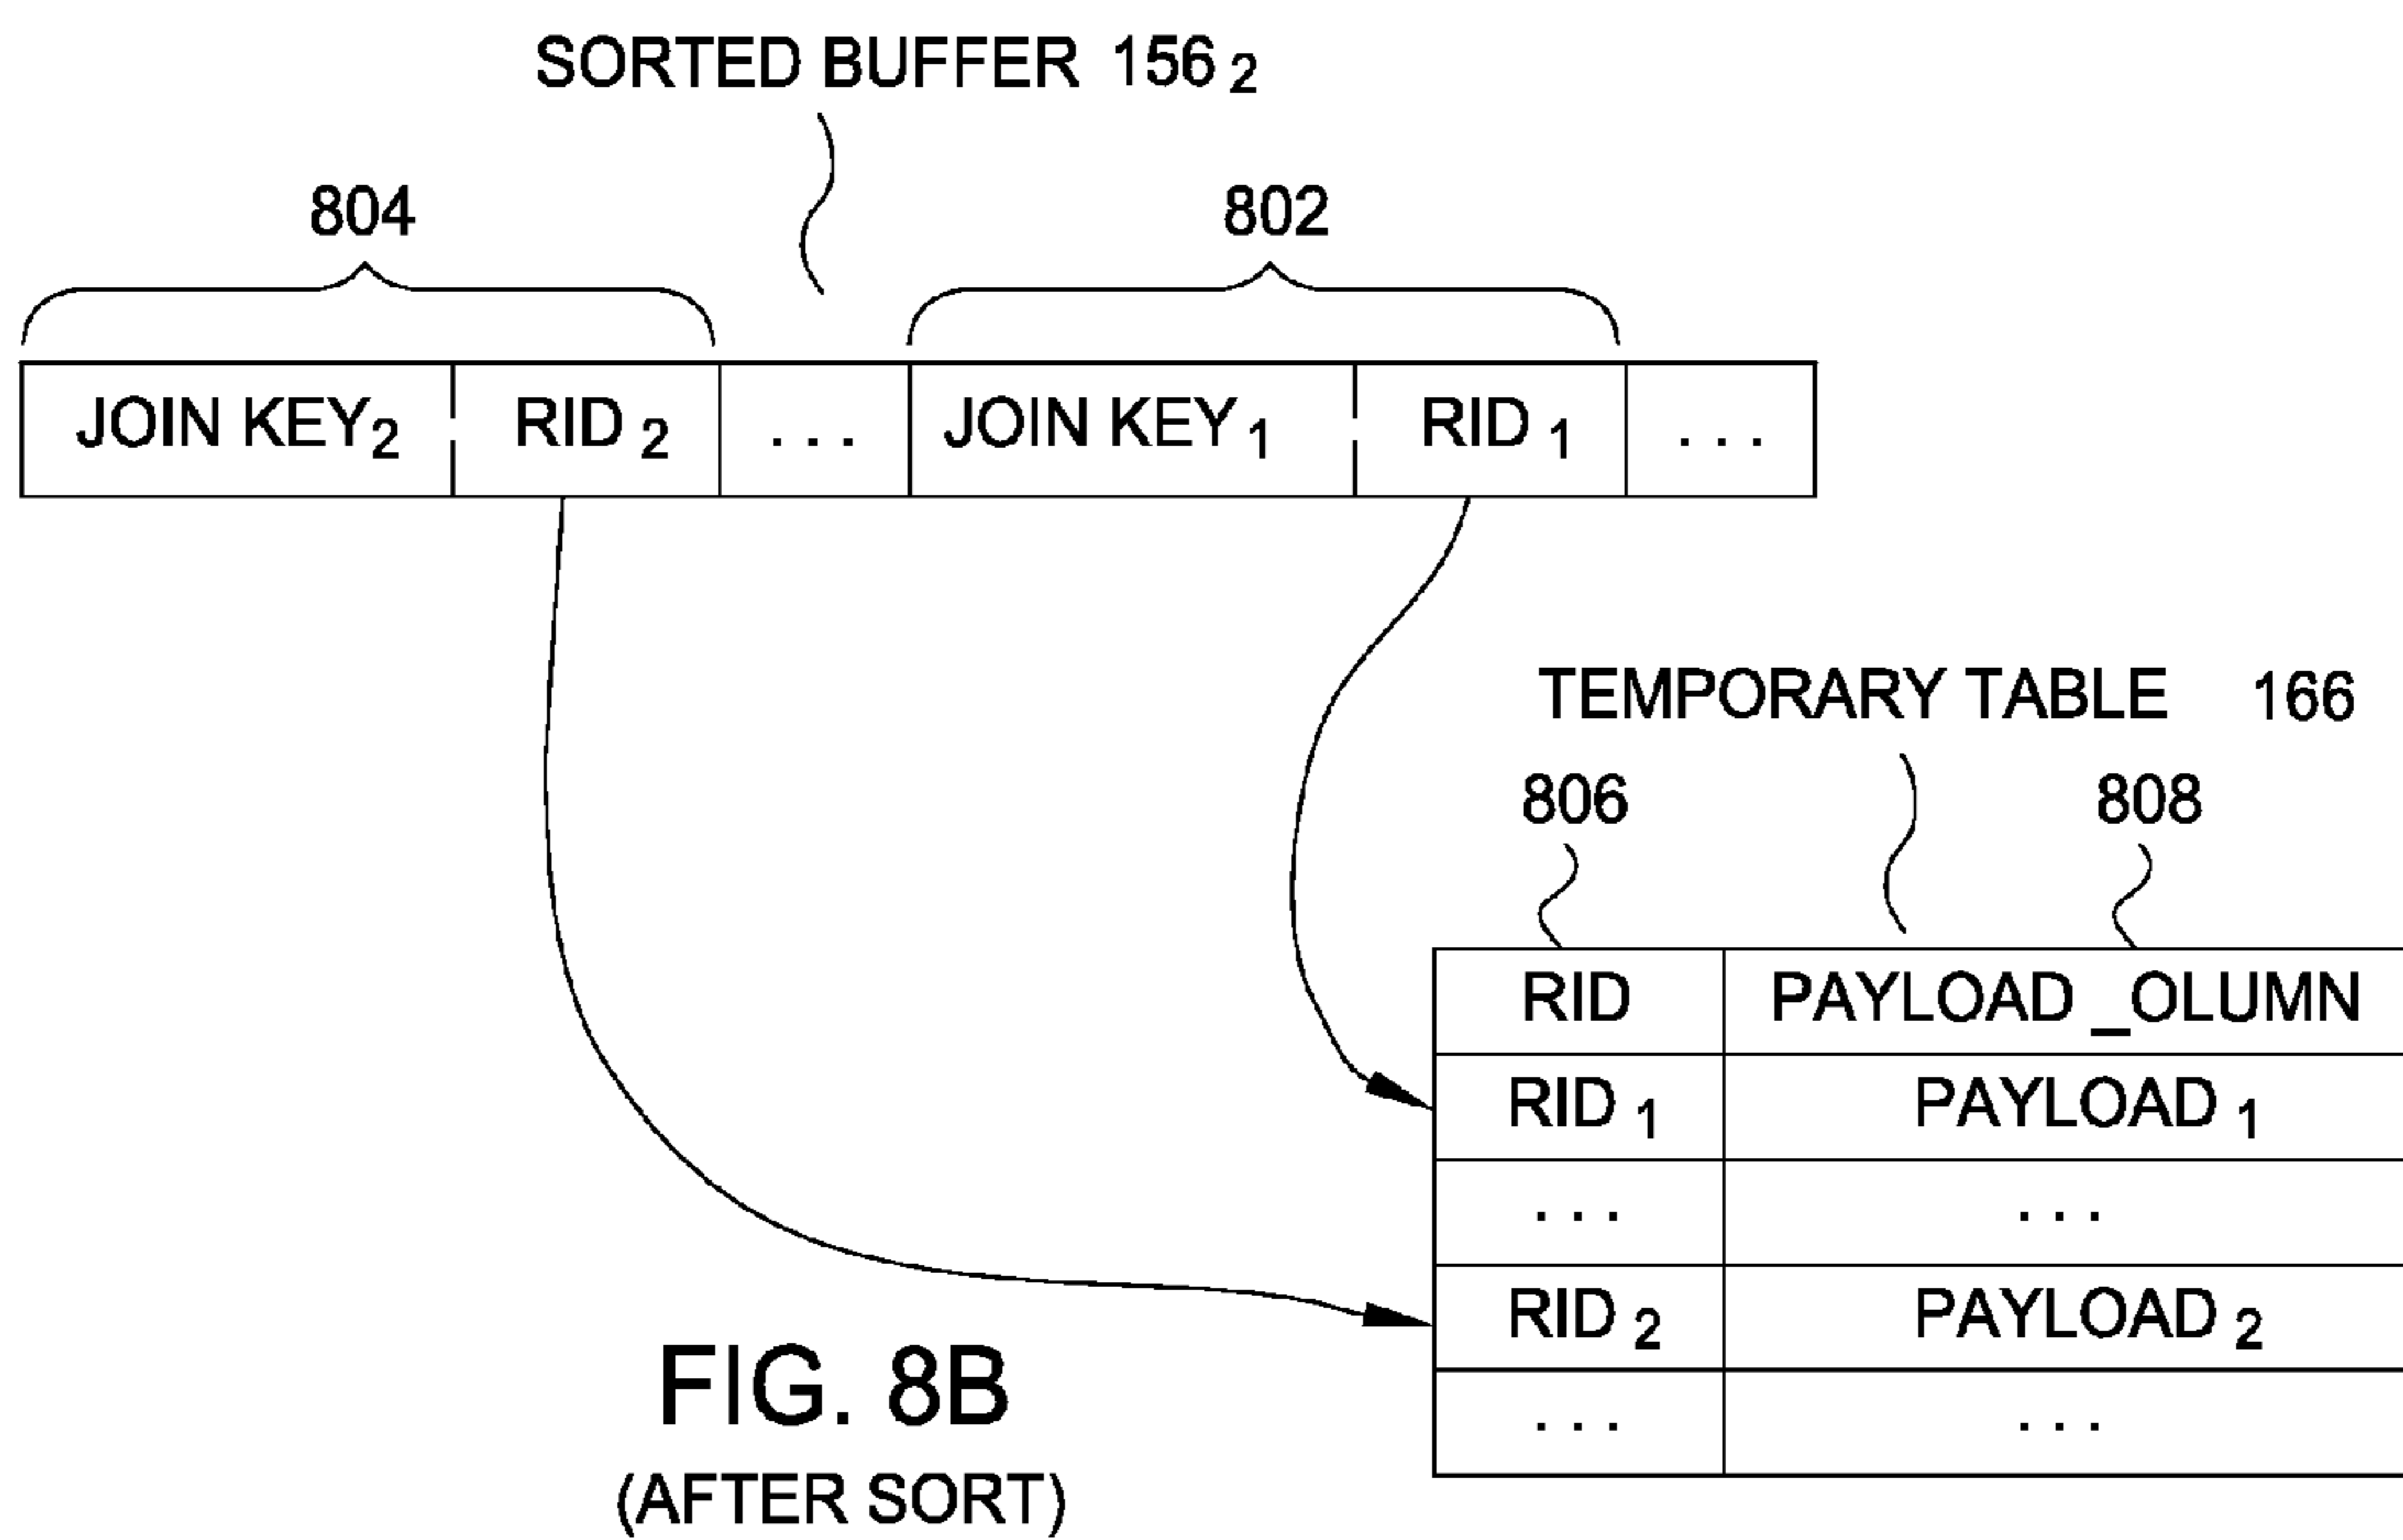 SORTED BUFFER 156 2
804 802
JOIN KEY2 RID 2 ... JOIN KEY 1 RID 1 ...
TEMPORARY TABLE 166
806 808
RID PAYLOAD _OLUMN
RID 1 PAYLOAD 1
... ...
RID 2 PAYLOAD 2
... ...
FIG. 8B
(AFTER SORT)